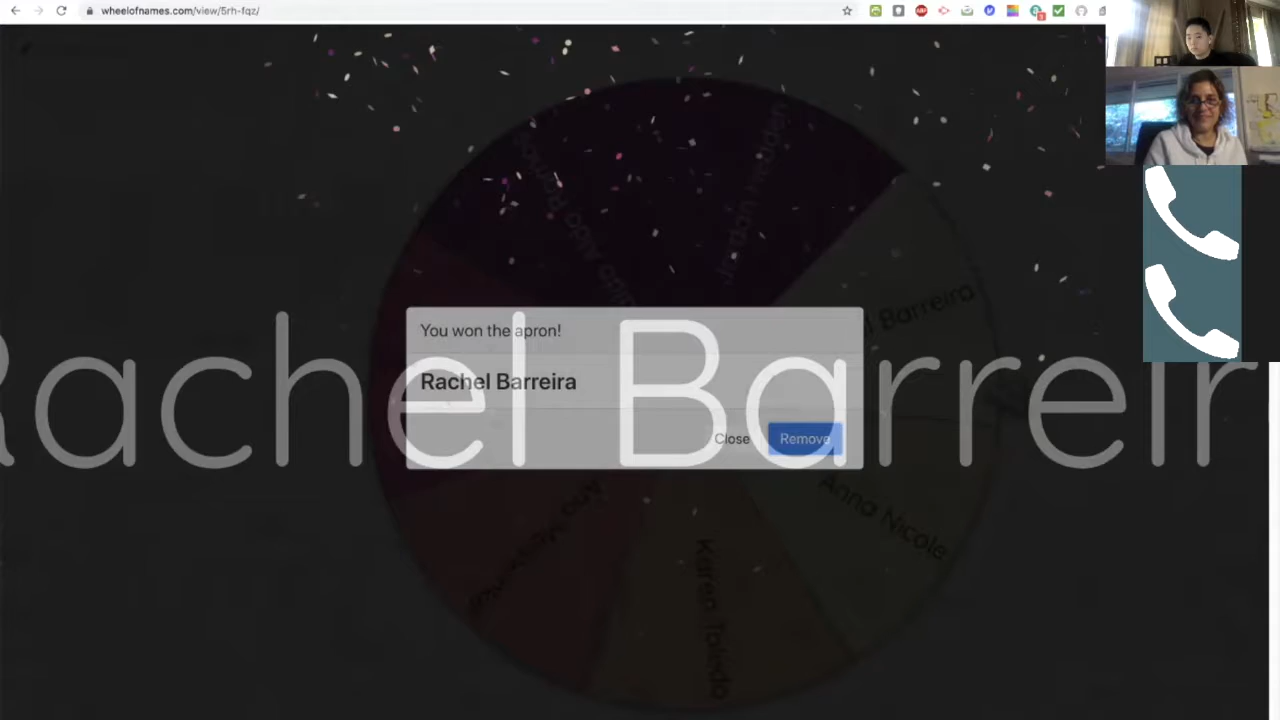 wheelofnames.com/view/5rh-fqz/
l Barreira
You won the apron!
Rachel Barreira
Rachel Barreir
Close
Remove
Anna Nicole
Karen Toledo